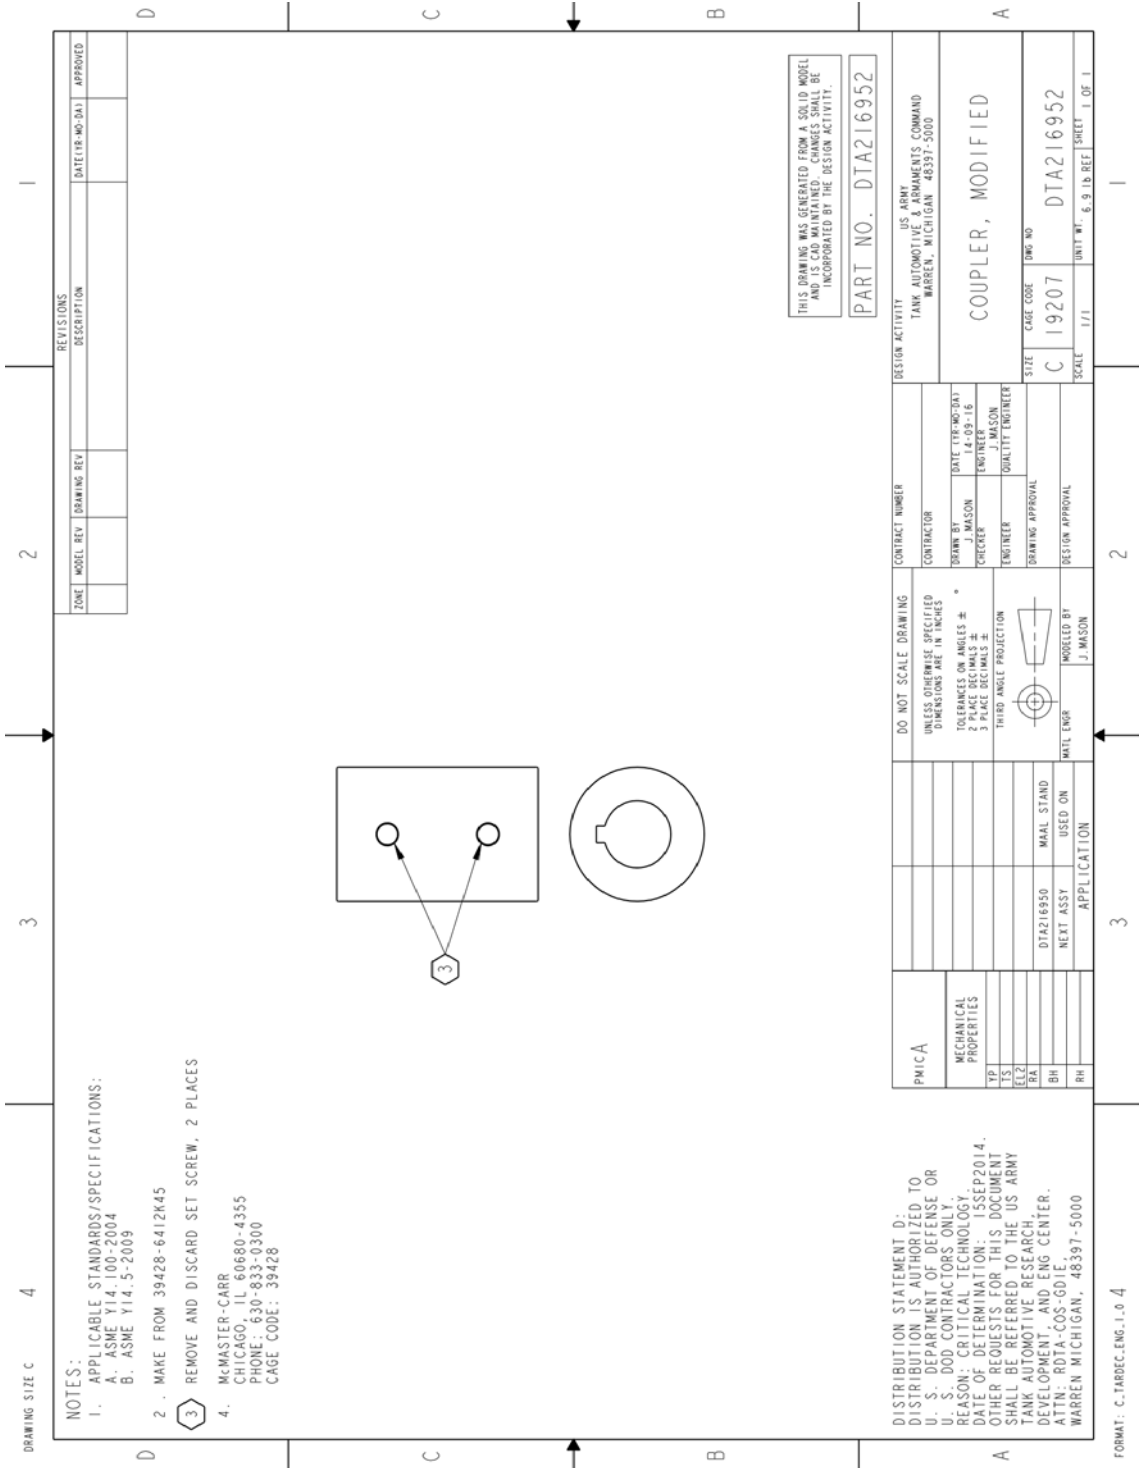 DRAWING SIZE C
4
3
2
1
D
C
B
A
NOTES:
1. APPLICABLE STANDARDS/SPECIFICATIONS:
A. ASME Y14.100-2004
B. ASME Y14.5-2009
2. MAKE FROM 39428-6412K45
3 REMOVE AND DISCARD SET SCREW, 2 PLACES
4. McMASTER-CARR
CHICAGO, IL 60680-4355
PHONE: 630-833-0300
CAGE CODE: 39428
REVISIONS
ZONE MODEL REV DRAWING REV DESCRIPTION DATE(YR-MO-DA) APPROVED
3
THIS DRAWING WAS GENERATED FROM A SOLID MODEL
AND IS CAD MAINTAINED. CHANGES SHALL BE
INCORPORATED BY THE DESIGN ACTIVITY.
PART NO. DTA216952
DISTRIBUTION STATEMENT D:
DISTRIBUTION IS AUTHORIZED TO
U. S. DEPARTMENT OF DEFENSE OR
U. S. DOD CONTRACTORS ONLY.
REASON: CRITICAL TECHNOLOGY.
DATE OF DETERMINATION: 15SEP2014.
OTHER REQUESTS FOR THIS DOCUMENT
SHALL BE REFERRED TO THE US ARMY
TANK AUTOMOTIVE RESEARCH,
DEVELOPMENT, AND ENG CENTER.
ATTN: RDTA-COS-GDIE,
WARREN MICHIGAN, 48397-5000
PMIC A
MECHANICAL
PROPERTIES
YP
TS
EL2
RA
BH
RH
DTA216950 MAAL STAND
NEXT ASSY USED ON
APPLICATION
DO NOT SCALE DRAWING
UNLESS OTHERWISE SPECIFIED
DIMENSIONS ARE IN INCHES
TOLERANCES ON ANGLES ± °
2 PLACE DECIMALS ±
3 PLACE DECIMALS ±
THIRD ANGLE PROJECTION
MATL ENGR
MODELED BY
J.MASON
CONTRACT NUMBER
CONTRACTOR
DRAWN BY
J.MASON
DATE (YR-MO-DA)
14-09-16
CHECKER
ENGINEER
J.MASON
ENGINEER
QUALITY ENGINEER
DRAWING APPROVAL
DESIGN APPROVAL
DESIGN ACTIVITY
US ARMY
TANK AUTOMOTIVE & ARMAMENTS COMMAND
WARREN, MICHIGAN 48397-5000
COUPLER, MODIFIED
SIZE
C
CAGE CODE
19207
DWG NO
DTA216952
SCALE 1/1
UNIT WT. 6.9 lb REF
SHEET 1 OF 1
D
C
B
A
FORMAT: C_TARDEC_ENG_1.0
4
3
2
1